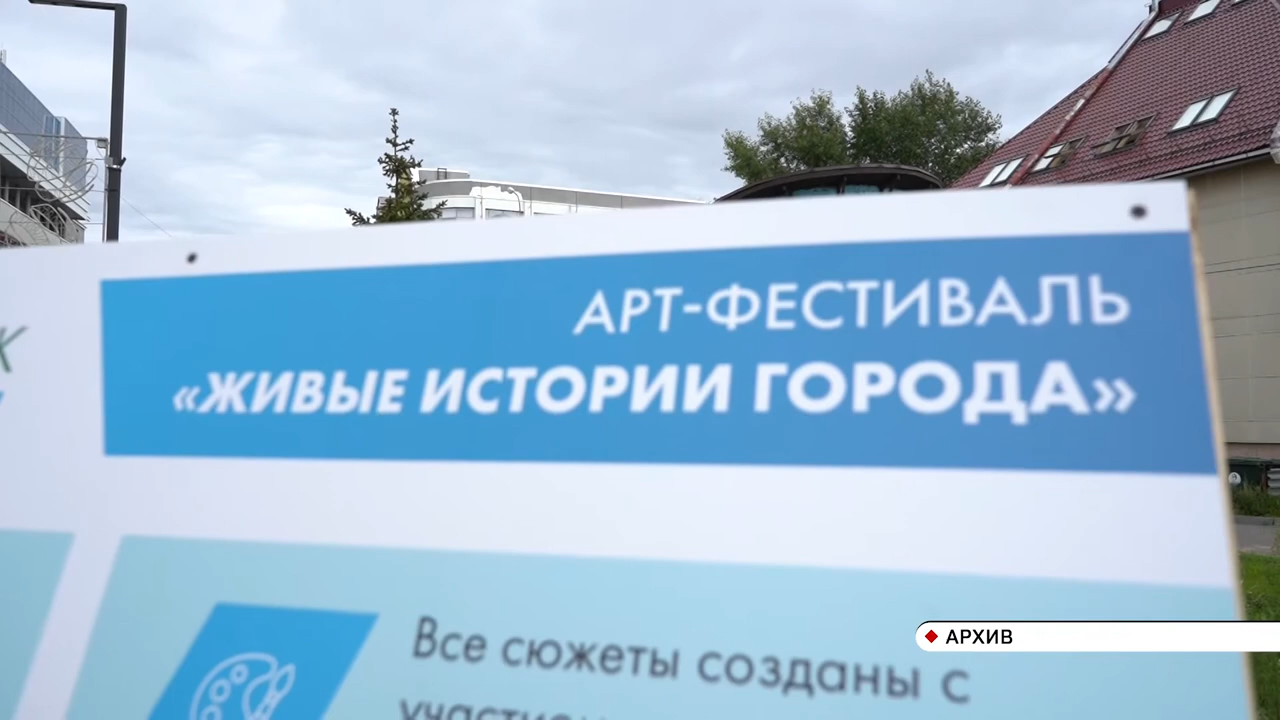 АРТ-ФЕСТИВАЛЬ
«ЖИВЫЕ ИСТОРИИ ГОРОДА»
Все сюжеты созданы с
АРХИВ